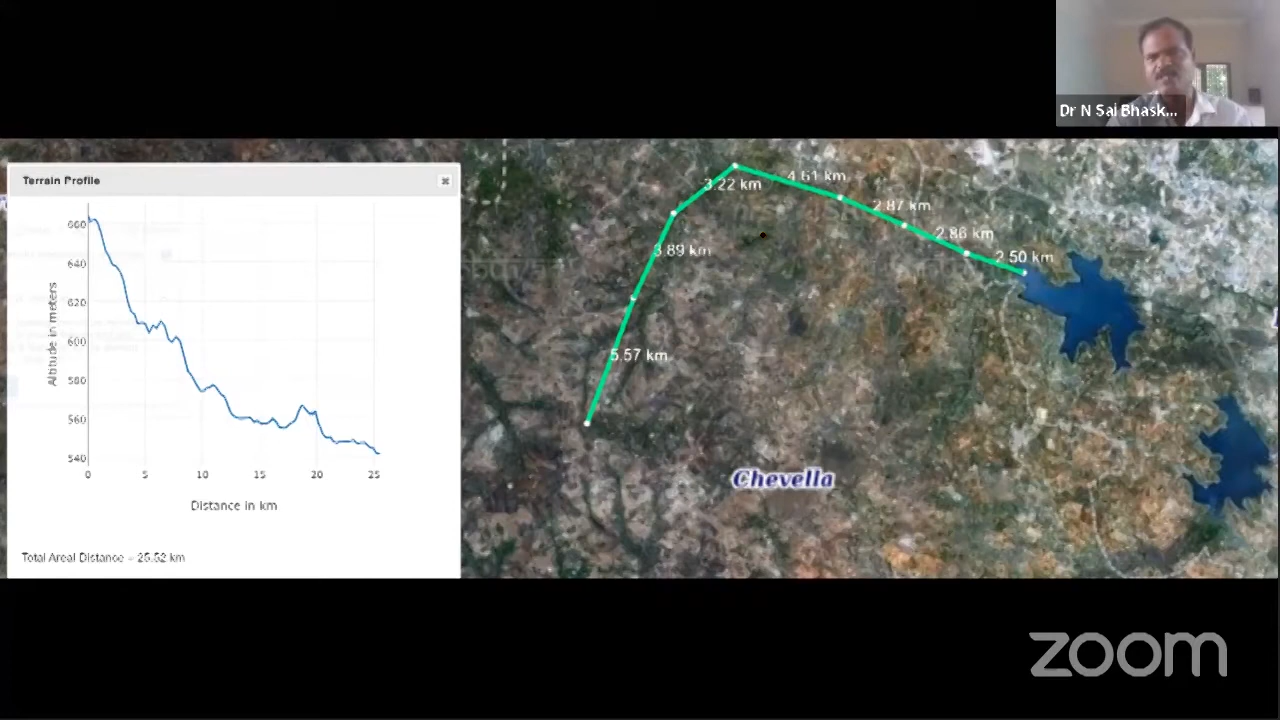 Dr N Sai Bhask...
Terrain Profile
660
640
620
600
580
560
540
Altitude in meters
0 5 10 15 20 25
Distance in km
Total Areal Distance = 25.52 km
3.22 km
4.61 km
2.87 km
2.86 km
2.50 km
3.89 km
5.57 km
Chevella
zoom